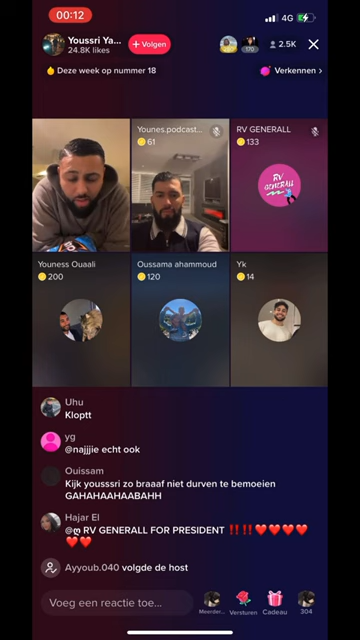 00:12
4G
Youssri Ya...
24.8K likes
+ Volgen
2.5K
Deze week op nummer 18
Verkennen >
Younes.podcast...
61
RV GENERALL
133
RV
GENERALL
Youness Ouaali
200
Oussama ahammoud
120
Yk
14
Uhu
Kloptt
yg
@najjjie echt ook
Ouissam
Kijk yousssri zo braaaf niet durven te bemoeien
GAHAHAAHAABAHH
Hajar El
@ღ RV GENERALL FOR PRESIDENT ‼️‼️❤️❤️❤️❤️
❤️❤️
Ayyoub.040 volgde de host
Voeg een reactie toe...
Meerder...
Versturen
Cadeau
304